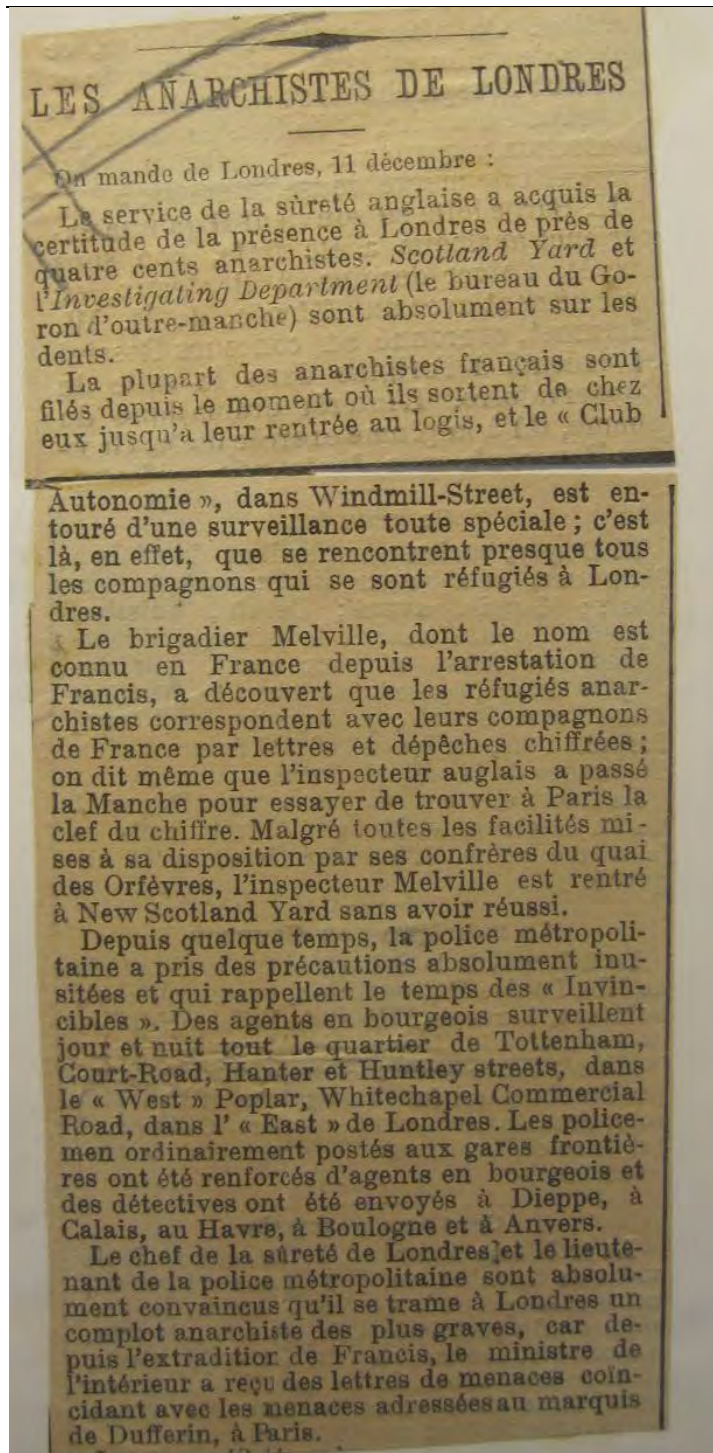 LES ANARCHISTES DE LONDRES
On mande de Londres, 11 décembre :
Le service de la sûreté anglaise a acquis la
certitude de la présence à Londres de près de
quatre cents anarchistes. Scotland Yard et
l'Investigating Department (le bureau du Go-
ron d'outre-manche) sont absolument sur les
dents.
La plupart des anarchistes français sont
filés depuis le moment où ils sortent de chez
eux jusqu'a leur rentrée au logis, et le « Club
Autonomie », dans Windmill-Street, est en-
touré d'une surveillance toute spéciale ; c'est
là, en effet, que se rencontrent presque tous
les compagnons qui se sont réfugiés à Lon-
dres.
Le brigadier Melville, dont le nom est
connu en France depuis l'arrestation de
Francis, a découvert que les réfugiés anar-
chistes correspondent avec leurs compagnons
de France par lettres et dépêches chiffrées ;
on dit même que l'inspecteur auglais a passé
la Manche pour essayer de trouver à Paris la
clef du chiffre. Malgré toutes les facilités mi-
ses à sa disposition par ses confrères du quai
des Orfèvres, l'inspecteur Melville est rentré
à New Scotland Yard sans avoir réussi.
Depuis quelque temps, la police métropoli-
taine a pris des précautions absolument inu-
sitées et qui rappellent le temps des « Invin-
cibles ». Des agents en bourgeois surveillent
jour et nuit tout le quartier de Tottenham,
Court-Road, Hanter et Huntley streets, dans
le « West » Poplar, Whitechapel Commercial
Road, dans l' « East » de Londres. Les police-
men ordinairement postés aux gares frontiè-
res ont été renforcés d'agents en bourgeois et
des détectives ont été envoyés à Dieppe, à
Calais, au Havre, à Boulogne et à Anvers.
Le chef de la sûreté de Londres et le lieute-
nant de la police métropolitaine sont absolu-
ment convaincus qu'il se trame à Londres un
complot anarchiste des plus graves, car de-
puis l'extradition de Francis, le ministre de
l'intérieur a reçu des lettres de menaces coïn-
cidant avec les menaces adressées au marquis
de Dufferin, à Paris.